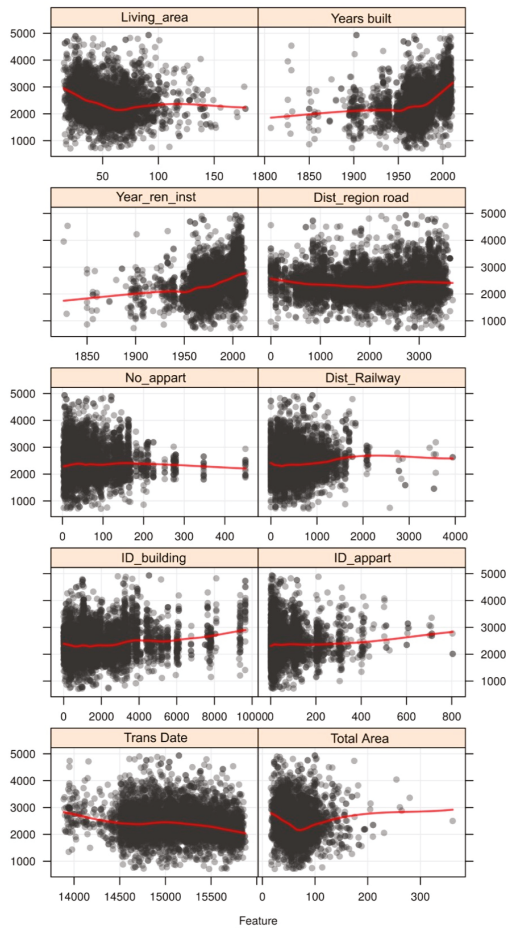 Living_area Years built
5000
4000
3000
2000
1000
50 100 150 1800 1850 1900 1950 2000
Year_ren_inst Dist_region road
5000
4000
3000
2000
1000
1850 1900 1950 2000 0 1000 2000 3000
No_appart Dist_Railway
5000
4000
3000
2000
1000
0 100 200 300 400 0 1000 2000 3000 4000
ID_building ID_appart
5000
4000
3000
2000
1000
0 2000 4000 6000 8000 10000 0 200 400 600 800
Trans Date Total Area
5000
4000
3000
2000
1000
14000 14500 15000 15500 0 100 200 300
Feature